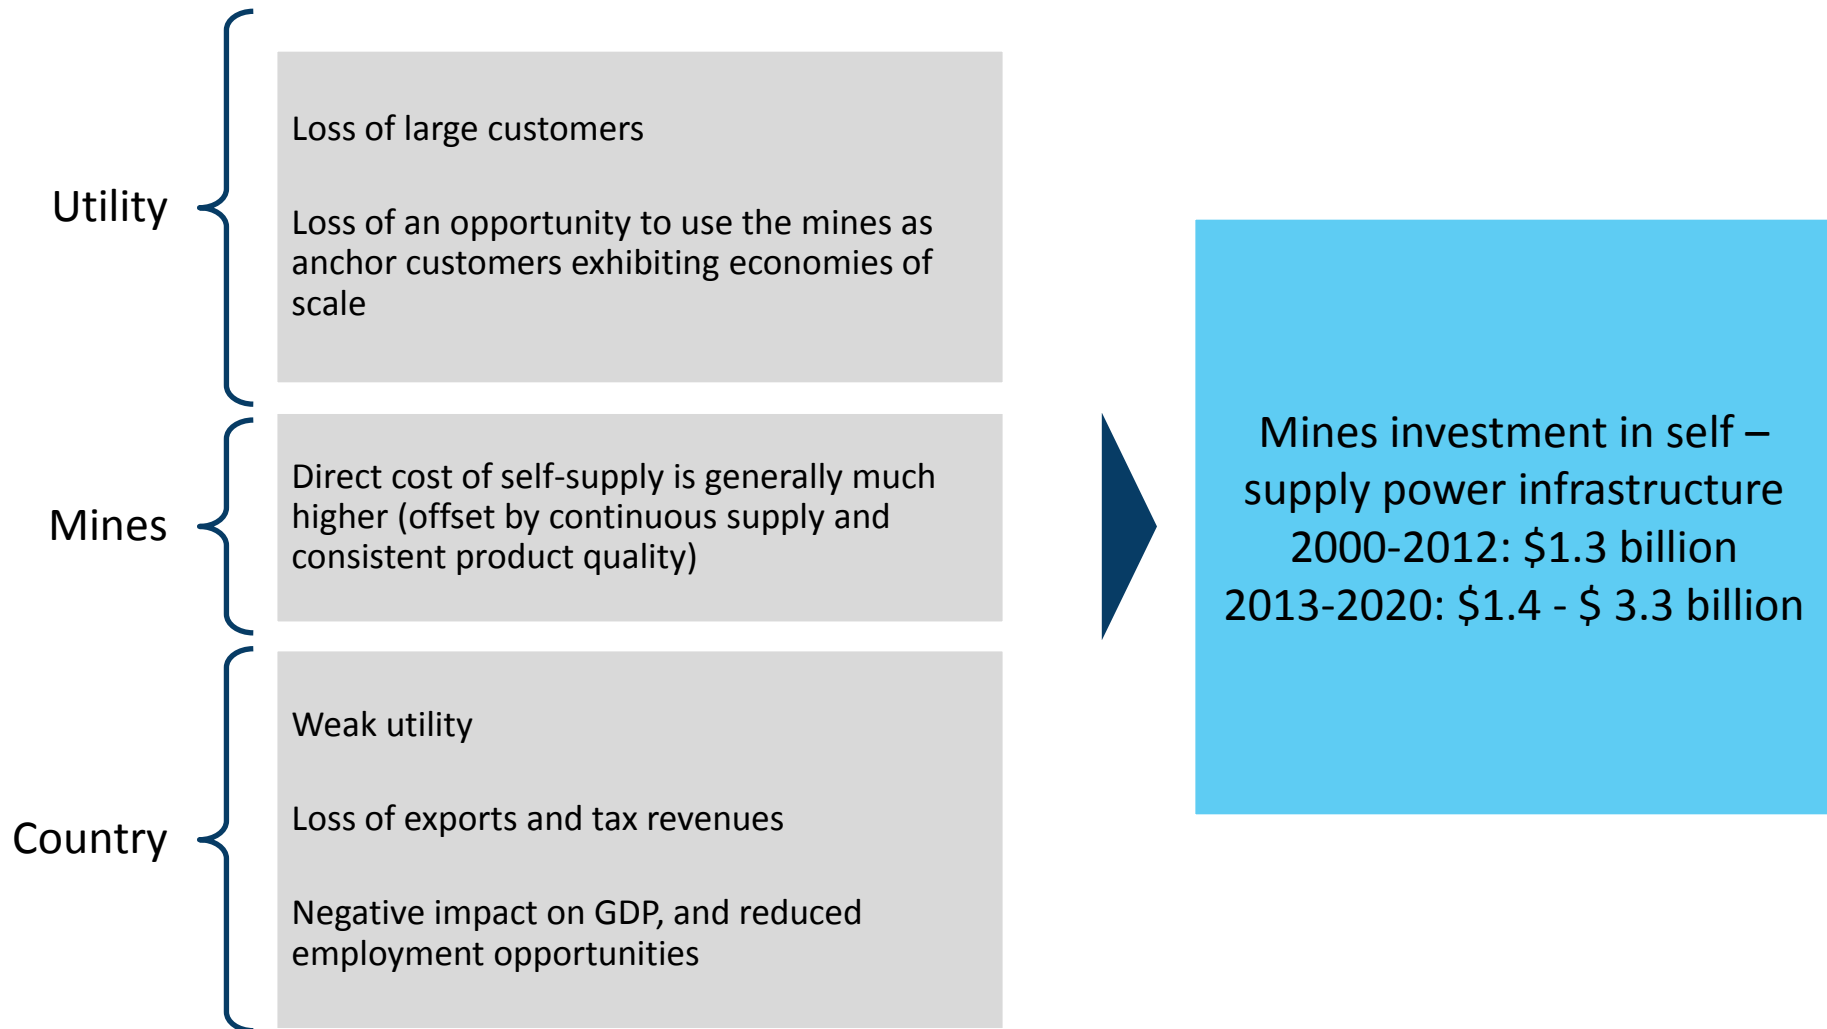 Utility
Loss of large customers
Loss of an opportunity to use the mines as
anchor customers exhibiting economies of
scale
Mines
Direct cost of self-supply is generally much
higher (offset by continuous supply and
consistent product quality)
Country
Weak utility
Loss of exports and tax revenues
Negative impact on GDP, and reduced
employment opportunities
Mines investment in self –
supply power infrastructure
2000-2012: $1.3 billion
2013-2020: $1.4 - $ 3.3 billion